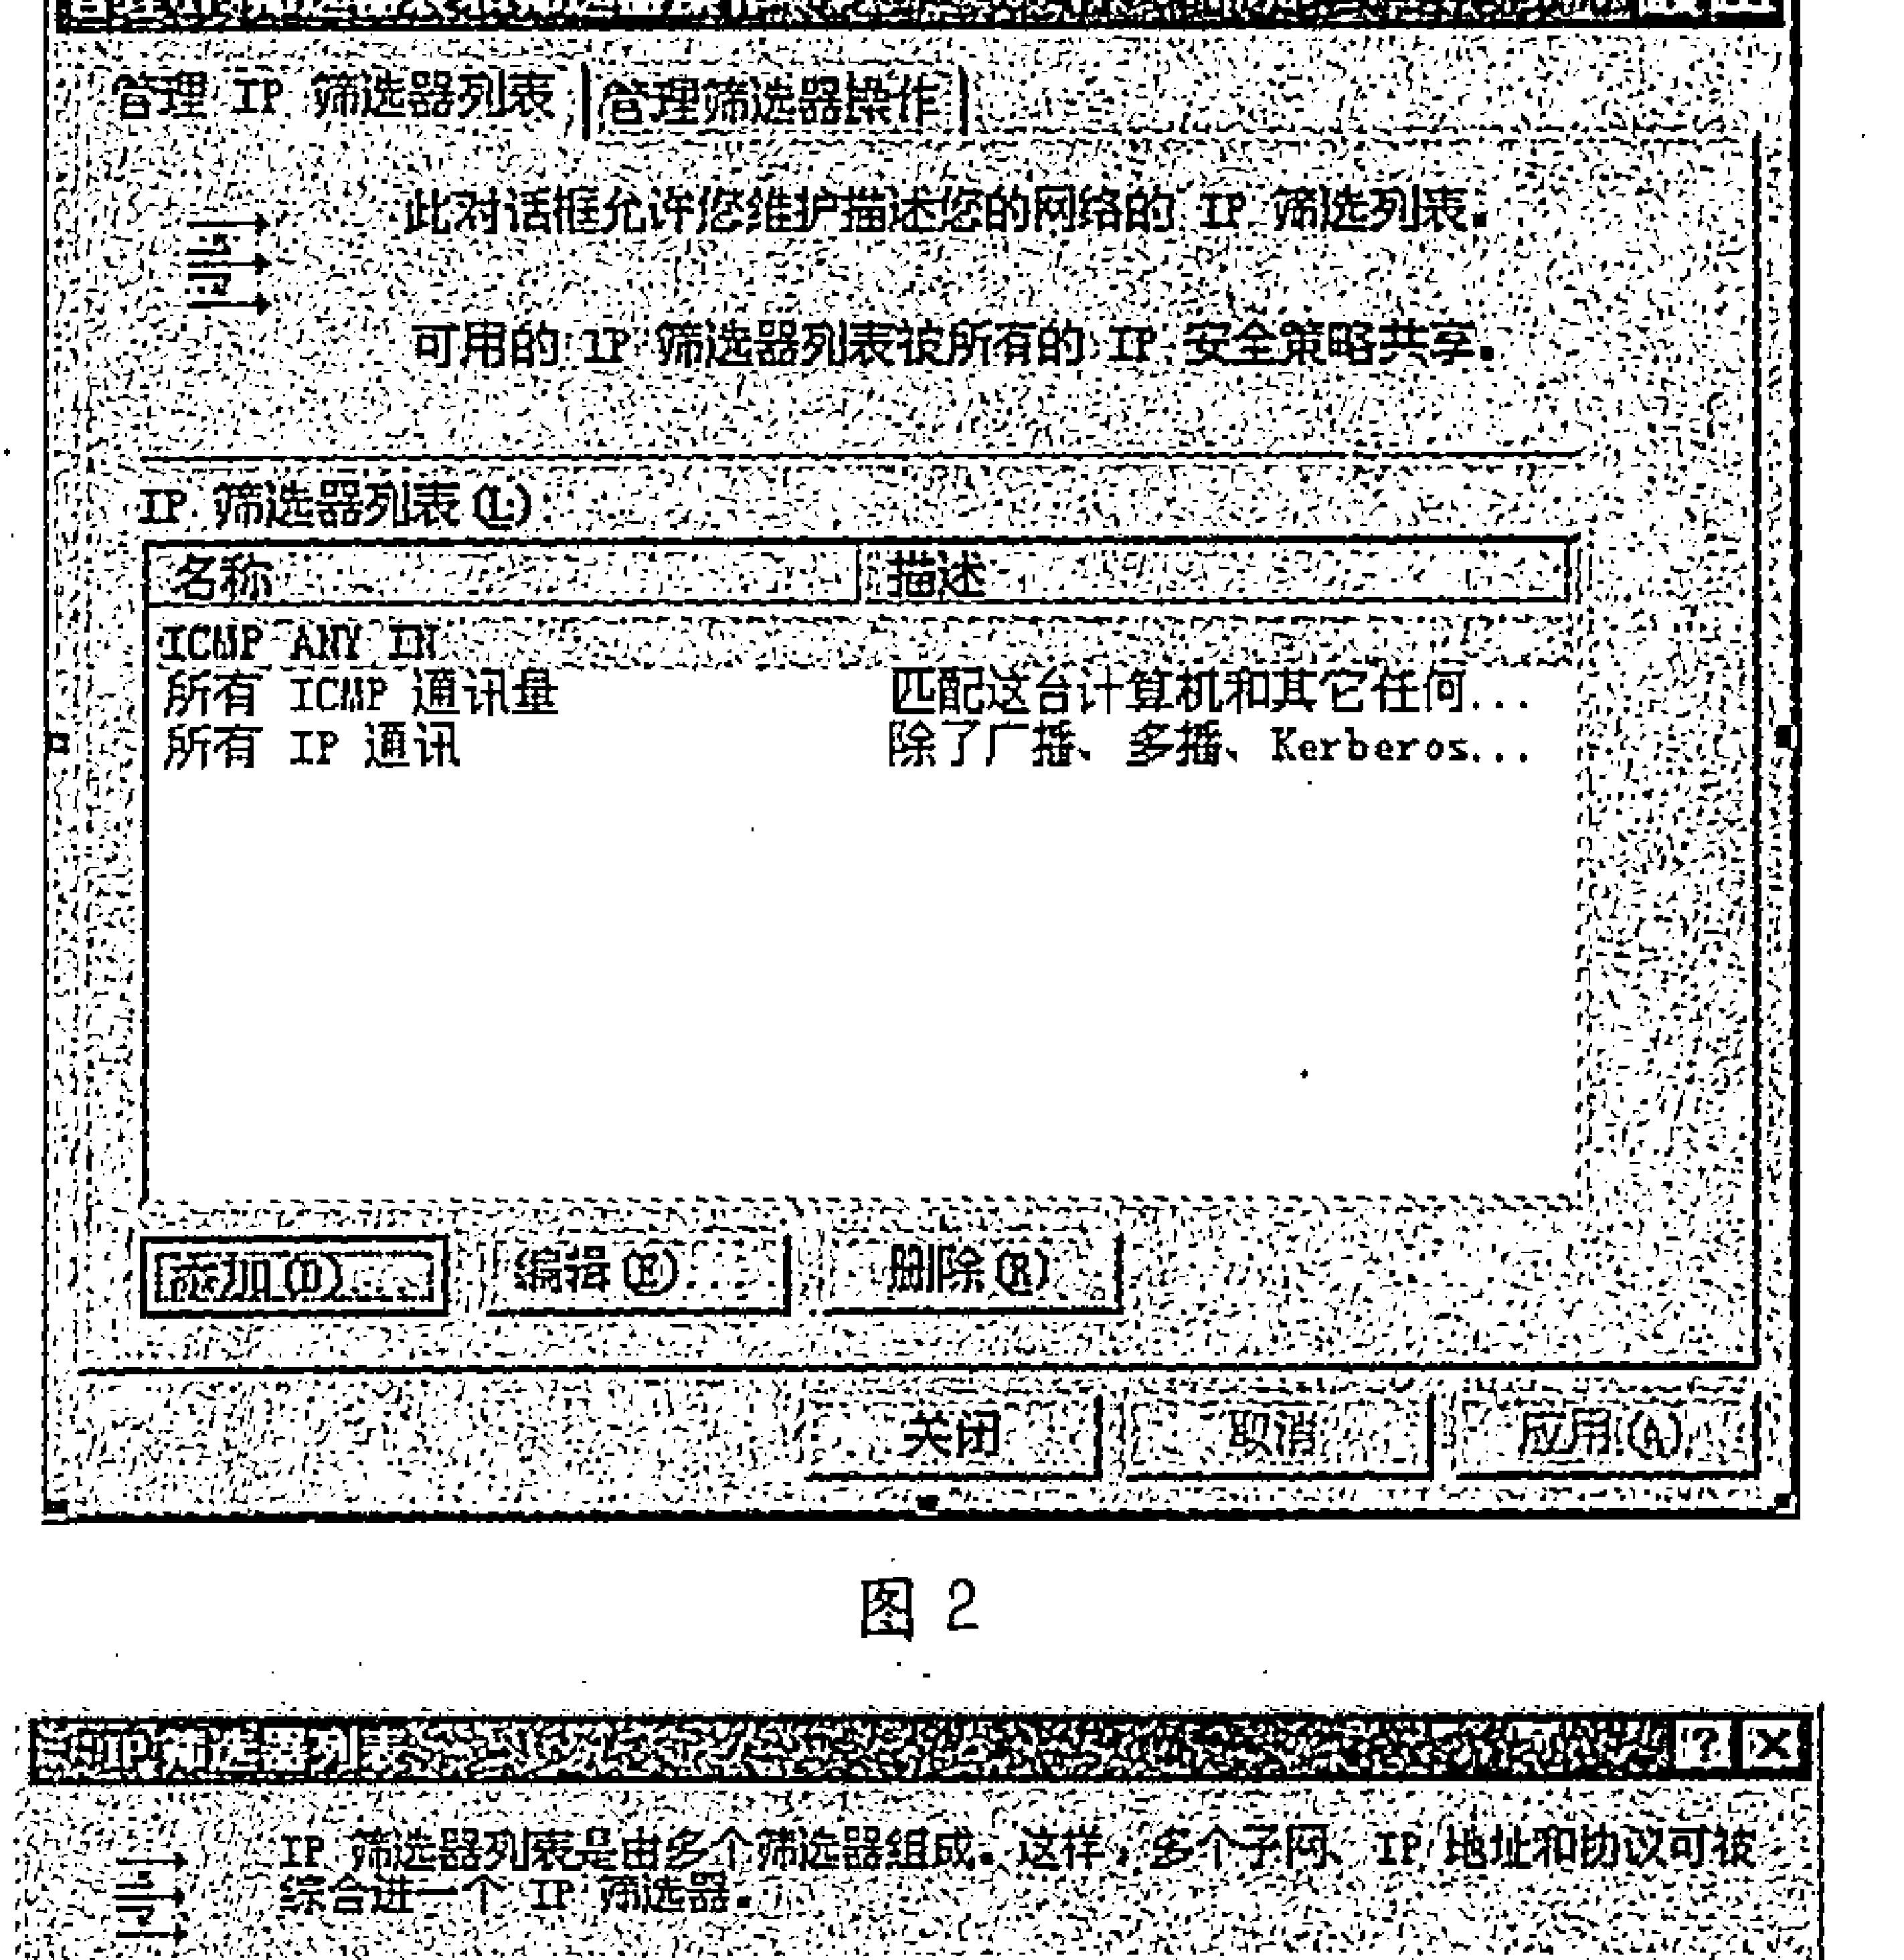 管理 IP 筛选器列表 管理筛选器操作
此对话框允许您维护描述您的网络的 IP 筛选列表。
可用的 IP 筛选器列表被所有的 IP 安全策略共享。
IP 筛选器列表(L):
名称 描述
ICMP ANY IN
所有 ICMP 通讯量 匹配这台计算机和其它任何...
所有 IP 通讯 除了广播、多播、Kerberos...
添加(D)... 编辑(E)... 删除(R)
关闭 取消 应用(A)
图 2
IP 筛选器列表
IP 筛选器列表是由多个筛选器组成。这样，多个子网、IP 地址和协议可被
综合进一个 IP 筛选器。